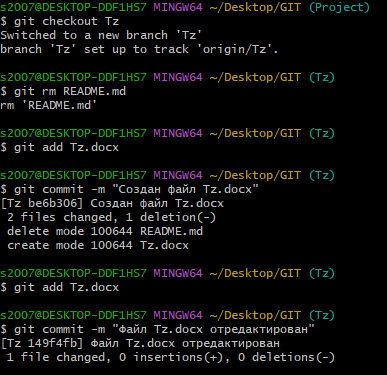 s2007@DESKTOP-DDF1HS7 MINGW64 ~/Desktop/GIT (Project)
$ git checkout Tz
Switched to a new branch 'Tz'
branch 'Tz' set up to track 'origin/Tz'.
s2007@DESKTOP-DDF1HS7 MINGW64 ~/Desktop/GIT (Tz)
$ git rm README.md
rm 'README.md'
s2007@DESKTOP-DDF1HS7 MINGW64 ~/Desktop/GIT (Tz)
$ git add Tz.docx
s2007@DESKTOP-DDF1HS7 MINGW64 ~/Desktop/GIT (Tz)
$ git commit -m "Создан файл Tz.docx"
[Tz be6b306] Создан файл Tz.docx
2 files changed, 1 deletion(-)
delete mode 100644 README.md
create mode 100644 Tz.docx
s2007@DESKTOP-DDF1HS7 MINGW64 ~/Desktop/GIT (Tz)
$ git add Tz.docx
s2007@DESKTOP-DDF1HS7 MINGW64 ~/Desktop/GIT (Tz)
$ git commit -m "Файл Tz.docx отредактирован"
[Tz 149f4fb] Файл Tz.docx отредактирован
1 file changed, 0 insertions(+), 0 deletions(-)